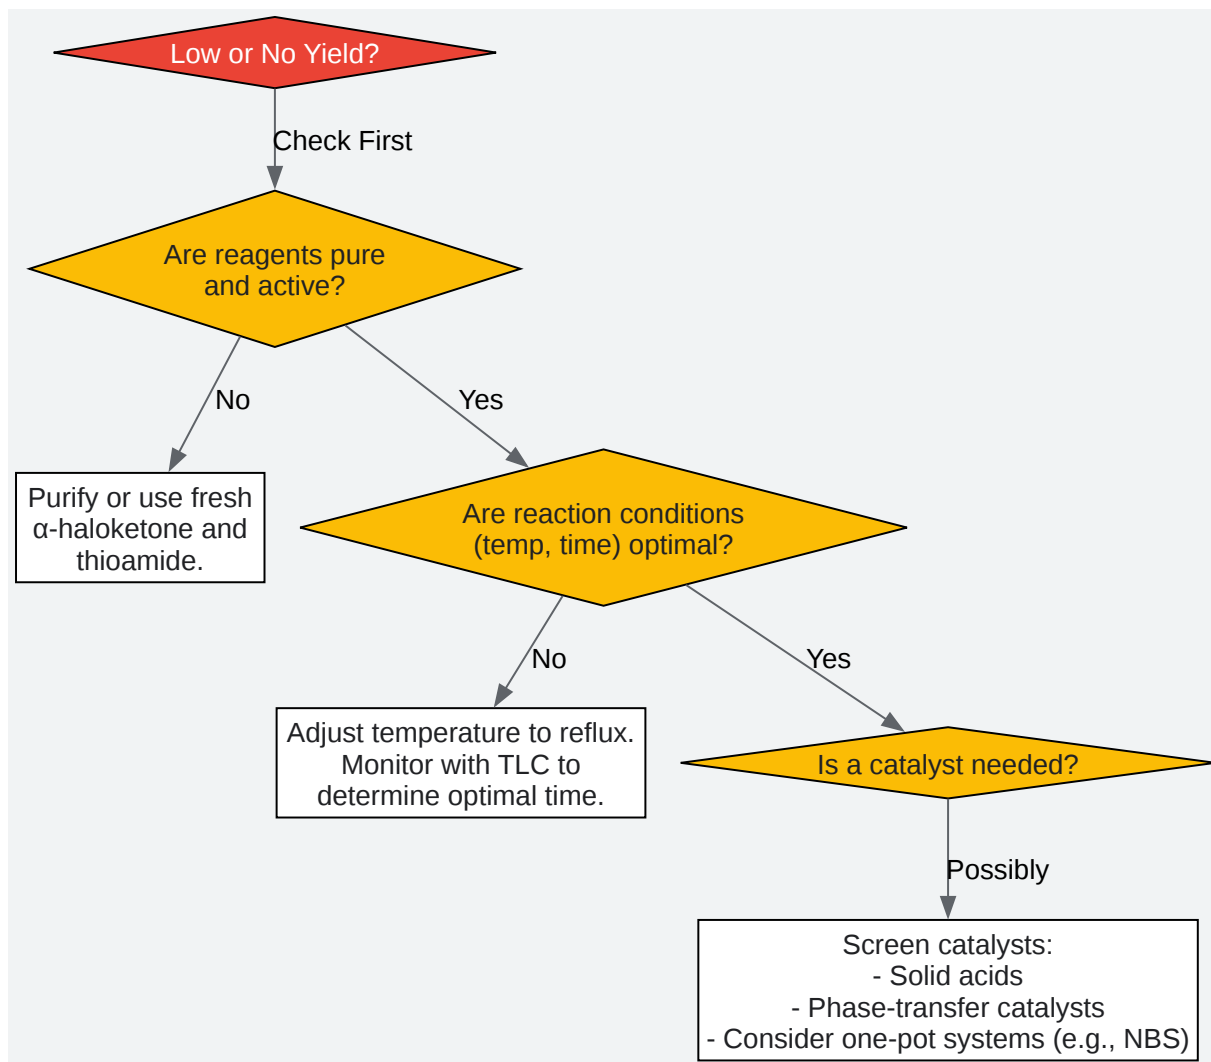 Low or No Yield?
Check First
Are reagents pure
and active?
No
Yes
Purify or use fresh
α-haloketone and
thioamide.
Are reaction conditions
(temp, time) optimal?
No
Yes
Adjust temperature to reflux.
Monitor with TLC to
determine optimal time.
Is a catalyst needed?
Possibly
Screen catalysts:
- Solid acids
- Phase-transfer catalysts
- Consider one-pot systems (e.g., NBS)